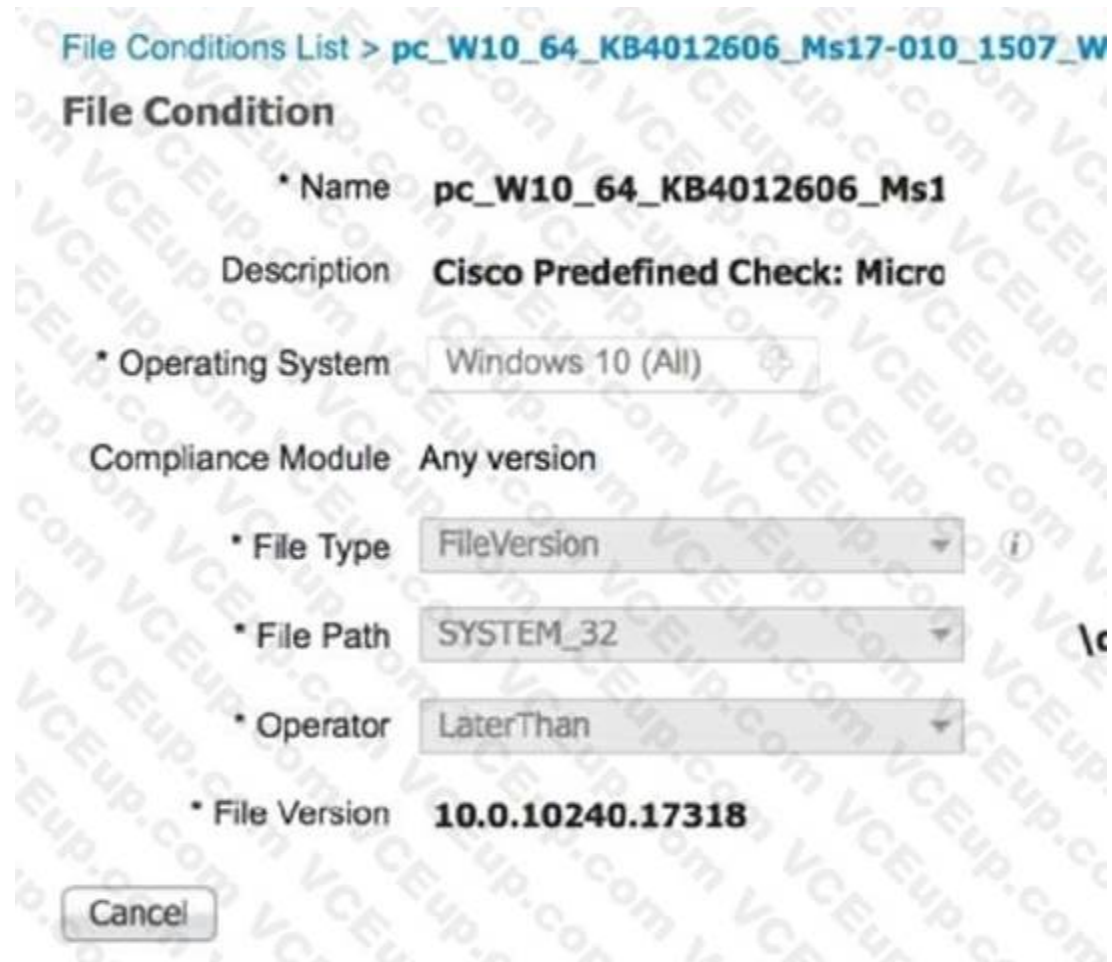 File Conditions List > pc_W10_64_KB4012606_Ms17-010_1507_W
File Condition
* Name pc_W10_64_KB4012606_Ms1
Description Cisco Predefined Check: Micro
* Operating System Windows 10 (All)
Compliance Module Any version
* File Type FileVersion i
* File Path SYSTEM_32
* Operator LaterThan
* File Version 10.0.10240.17318
Cancel
VCEup.com